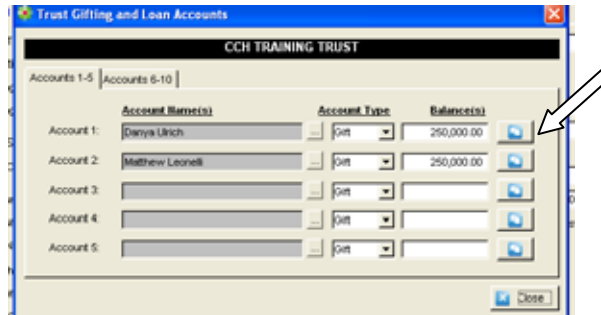 Trust Gifting and Loan Accounts
CCH TRAINING TRUST
Accounts 1-5 Accounts 6-10
Account Name(s) Account Type Balance(s)
Account 1: Danya Ulrich ... Gift 250,000.00
Account 2: Matthew Leonelli ... Gift 250,000.00
Account 3: ... Gift
Account 4: ... Gift
Account 5: ... Gift
Close